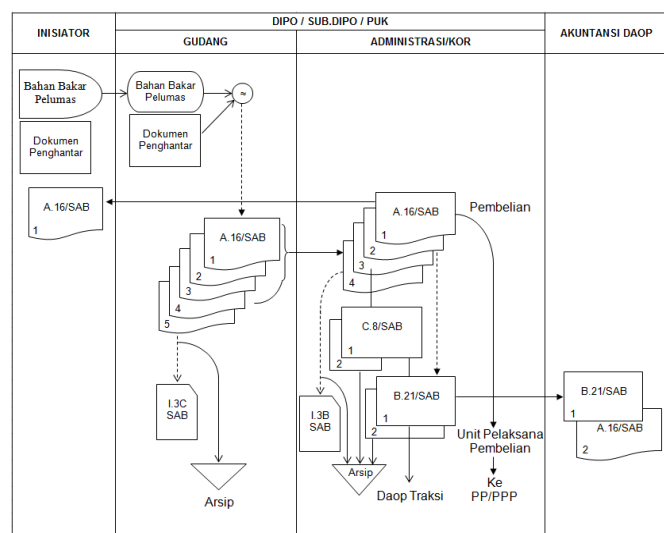 DIPO / SUB.DIPO / PUK
INISIATOR
GUDANG
ADMINISTRASI/KOR
AKUNTANSI DAOP
Bahan Bakar
Pelumas
Bahan Bakar
Pelumas
≈
Dokumen
Penghantar
Dokumen
Penghantar
A.16/SAB
1
A.16/SAB
1
2
3
4
5
A.16/SAB
1
2
3
4
Pembelian
C.8/SAB
1
2
I.3C
SAB
I.3B
SAB
B.21/SAB
1
2
B.21/SAB
1
A.16/SAB
2
Unit Pelaksana
Pembelian
Arsip
Arsip
Daop Traksi
Ke
PP/PPP